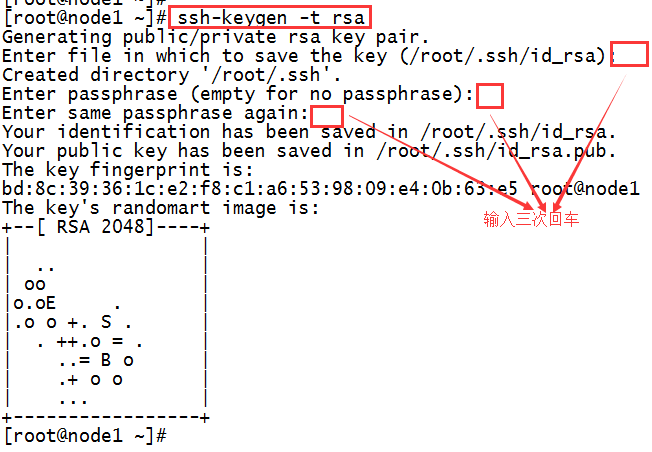 [root@node1 ~]#
[root@node1 ~]# ssh-keygen -t rsa
Generating public/private rsa key pair.
Enter file in which to save the key (/root/.ssh/id_rsa):
Created directory '/root/.ssh'.
Enter passphrase (empty for no passphrase):
Enter same passphrase again:
Your identification has been saved in /root/.ssh/id_rsa.
Your public key has been saved in /root/.ssh/id_rsa.pub.
The key fingerprint is:
bd:8c:39:36:1c:e2:f8:c1:a6:53:98:09:e4:0b:63:e5 root@node1
The key's randomart image is:
输入三次回车
+--[ RSA 2048]----+
|                 |
|  ..             |
| oo              |
|o.oE     .       |
|.o o +. S .      |
|  . ++.o = .     |
|    ..= B o      |
|    .+ o o       |
|    ...          |
+-----------------+
[root@node1 ~]#